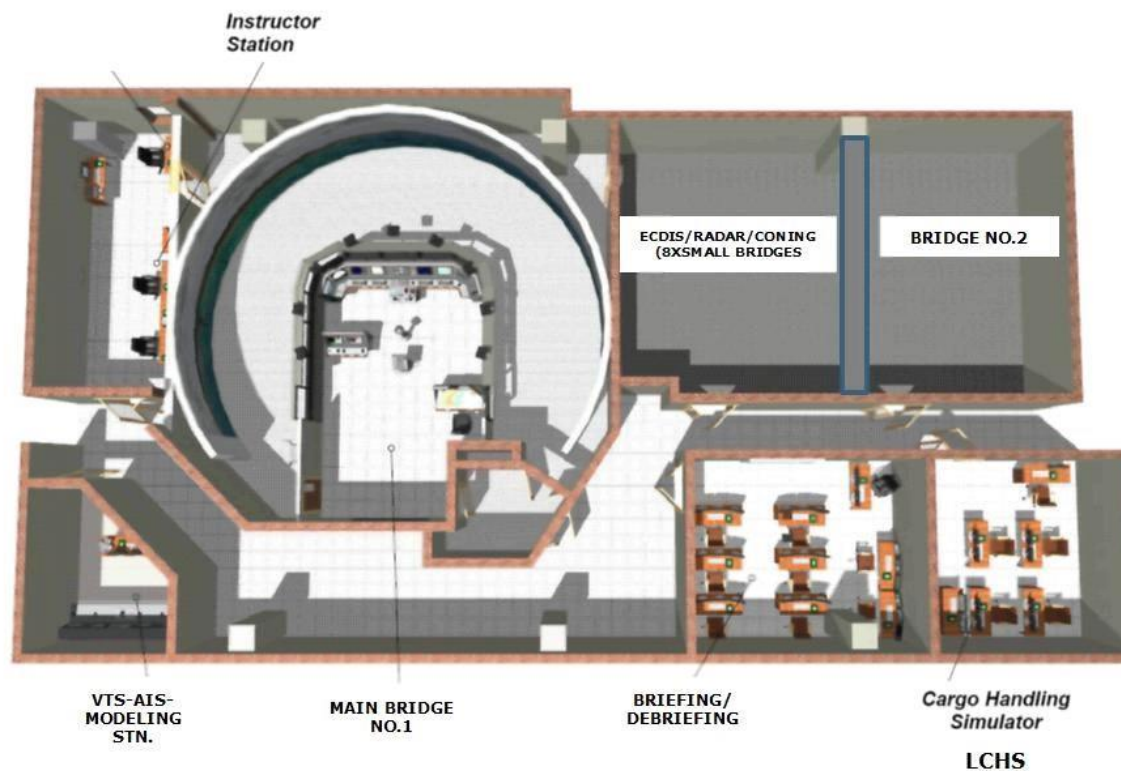 Instructor
Station
ECDIS/RADAR/CONING
(8XSMALL BRIDGES
BRIDGE NO.2
VTS-AIS-
MODELING
STN.
MAIN BRIDGE
NO.1
BRIEFING/
DEBRIEFING
Cargo Handling
Simulator
LCHS